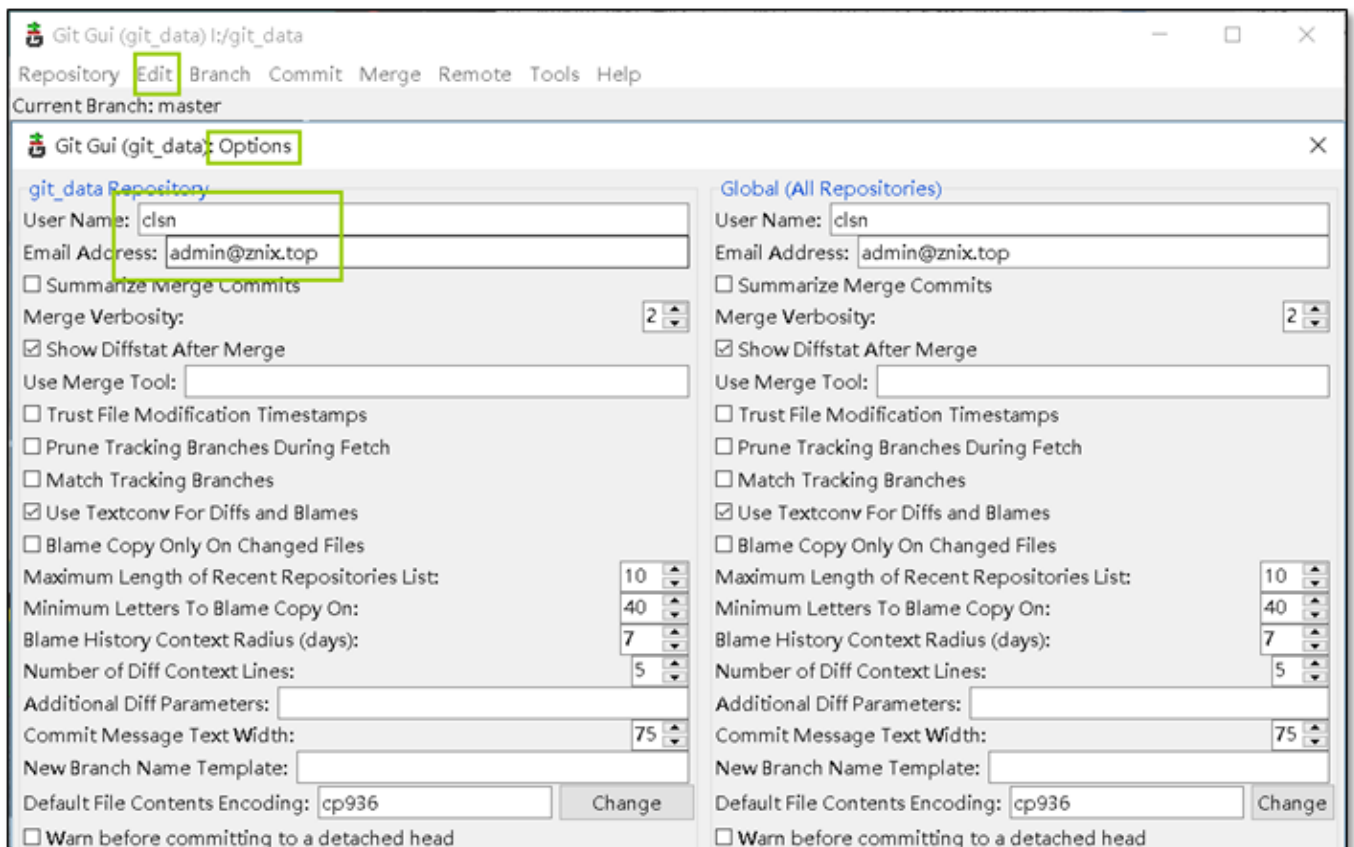 Git Gui (git_data) I:/git_data
Repository Edit Branch Commit Merge Remote Tools Help
Current Branch: master
Git Gui (git_data): Options
git_data Repository
User Name: clsn
Email Address: admin@znix.top
Summarize Merge Commits
Merge Verbosity: 2
Show Diffstat After Merge
Use Merge Tool:
Trust File Modification Timestamps
Prune Tracking Branches During Fetch
Match Tracking Branches
Use Textconv For Diffs and Blames
Blame Copy Only On Changed Files
Maximum Length of Recent Repositories List: 10
Minimum Letters To Blame Copy On: 40
Blame History Context Radius (days): 7
Number of Diff Context Lines: 5
Additional Diff Parameters:
Commit Message Text Width: 75
New Branch Name Template:
Default File Contents Encoding: cp936 Change
Warn before committing to a detached head
Global (All Repositories)
User Name: clsn
Email Address: admin@znix.top
Summarize Merge Commits
Merge Verbosity: 2
Show Diffstat After Merge
Use Merge Tool:
Trust File Modification Timestamps
Prune Tracking Branches During Fetch
Match Tracking Branches
Use Textconv For Diffs and Blames
Blame Copy Only On Changed Files
Maximum Length of Recent Repositories List: 10
Minimum Letters To Blame Copy On: 40
Blame History Context Radius (days): 7
Number of Diff Context Lines: 5
Additional Diff Parameters:
Commit Message Text Width: 75
New Branch Name Template:
Default File Contents Encoding: cp936 Change
Warn before committing to a detached head